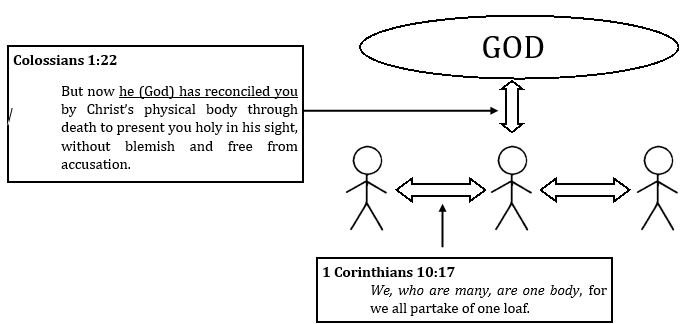 GOD
Colossians 1:22
But now he (God) has reconciled you
by Christ's physical body through
death to present you holy in his sight,
without blemish and free from
accusation.
1 Corinthians 10:17
We, who are many, are one body, for
we all partake of one loaf.